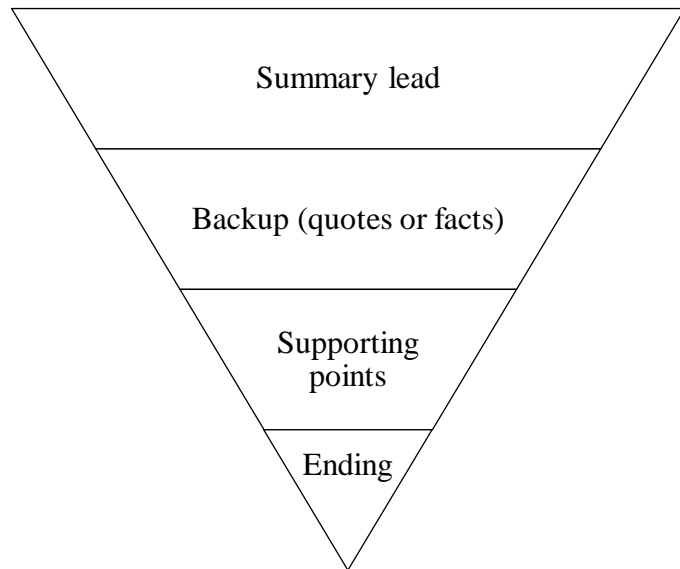 Summary lead
Backup (quotes or facts)
Supporting
points
Ending